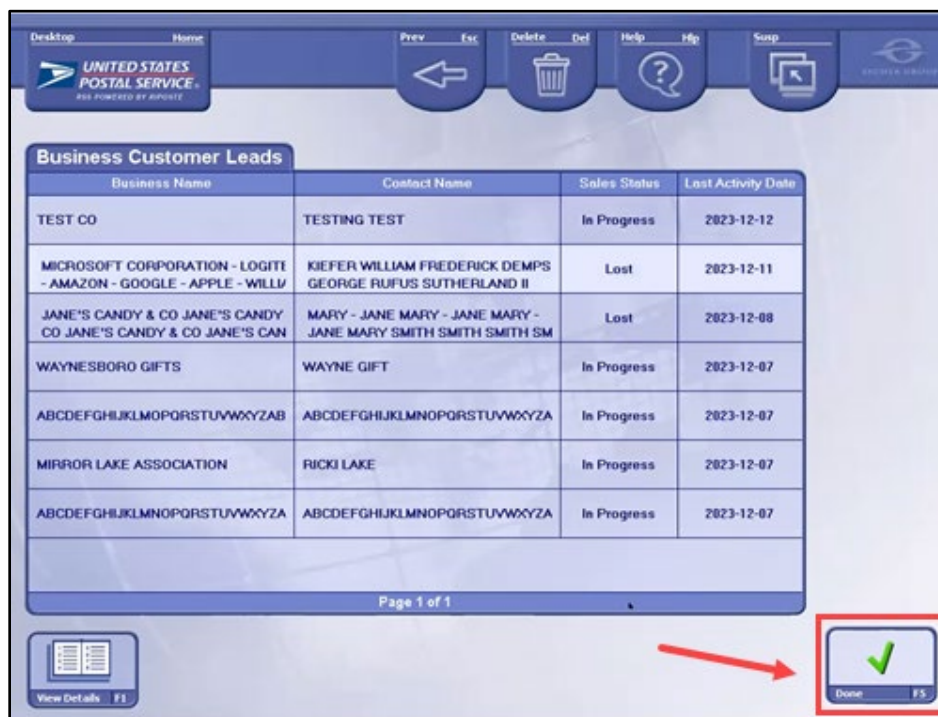 Desktop Home
UNITED STATES
POSTAL SERVICE.
RSS POWERED BY RIPOSTE
Prev Esc
Delete Del
Help Hlp
Susp
ESCHER GROUP
Business Customer Leads
Business Name Contact Name Sales Status Last Activity Date
TEST CO TESTING TEST In Progress 2023-12-12
MICROSOFT CORPORATION - LOGITE KIEFER WILLIAM FREDERICK DEMPS Lost 2023-12-11
- AMAZON - GOOGLE - APPLE - WILLI GEORGE RUFUS SUTHERLAND II
JANE'S CANDY & CO JANE'S CANDY MARY - JANE MARY - JANE MARY - Lost 2023-12-08
CO JANE'S CANDY & CO JANE'S CAN JANE MARY SMITH SMITH SMITH SM
WAYNESBORO GIFTS WAYNE GIFT In Progress 2023-12-07
ABCDEFGHIJKLMOPQRSTUVWXYZAB ABCDEFGHIJKLMNOPQRSTUVWXYZA In Progress 2023-12-07
MIRROR LAKE ASSOCIATION RICKI LAKE In Progress 2023-12-07
ABCDEFGHIJKLMNOPQRSTUVWXYZA ABCDEFGHIJKLMNOPQRSTUVWXYZA In Progress 2023-12-07
Page 1 of 1
View Details F1
Done F5